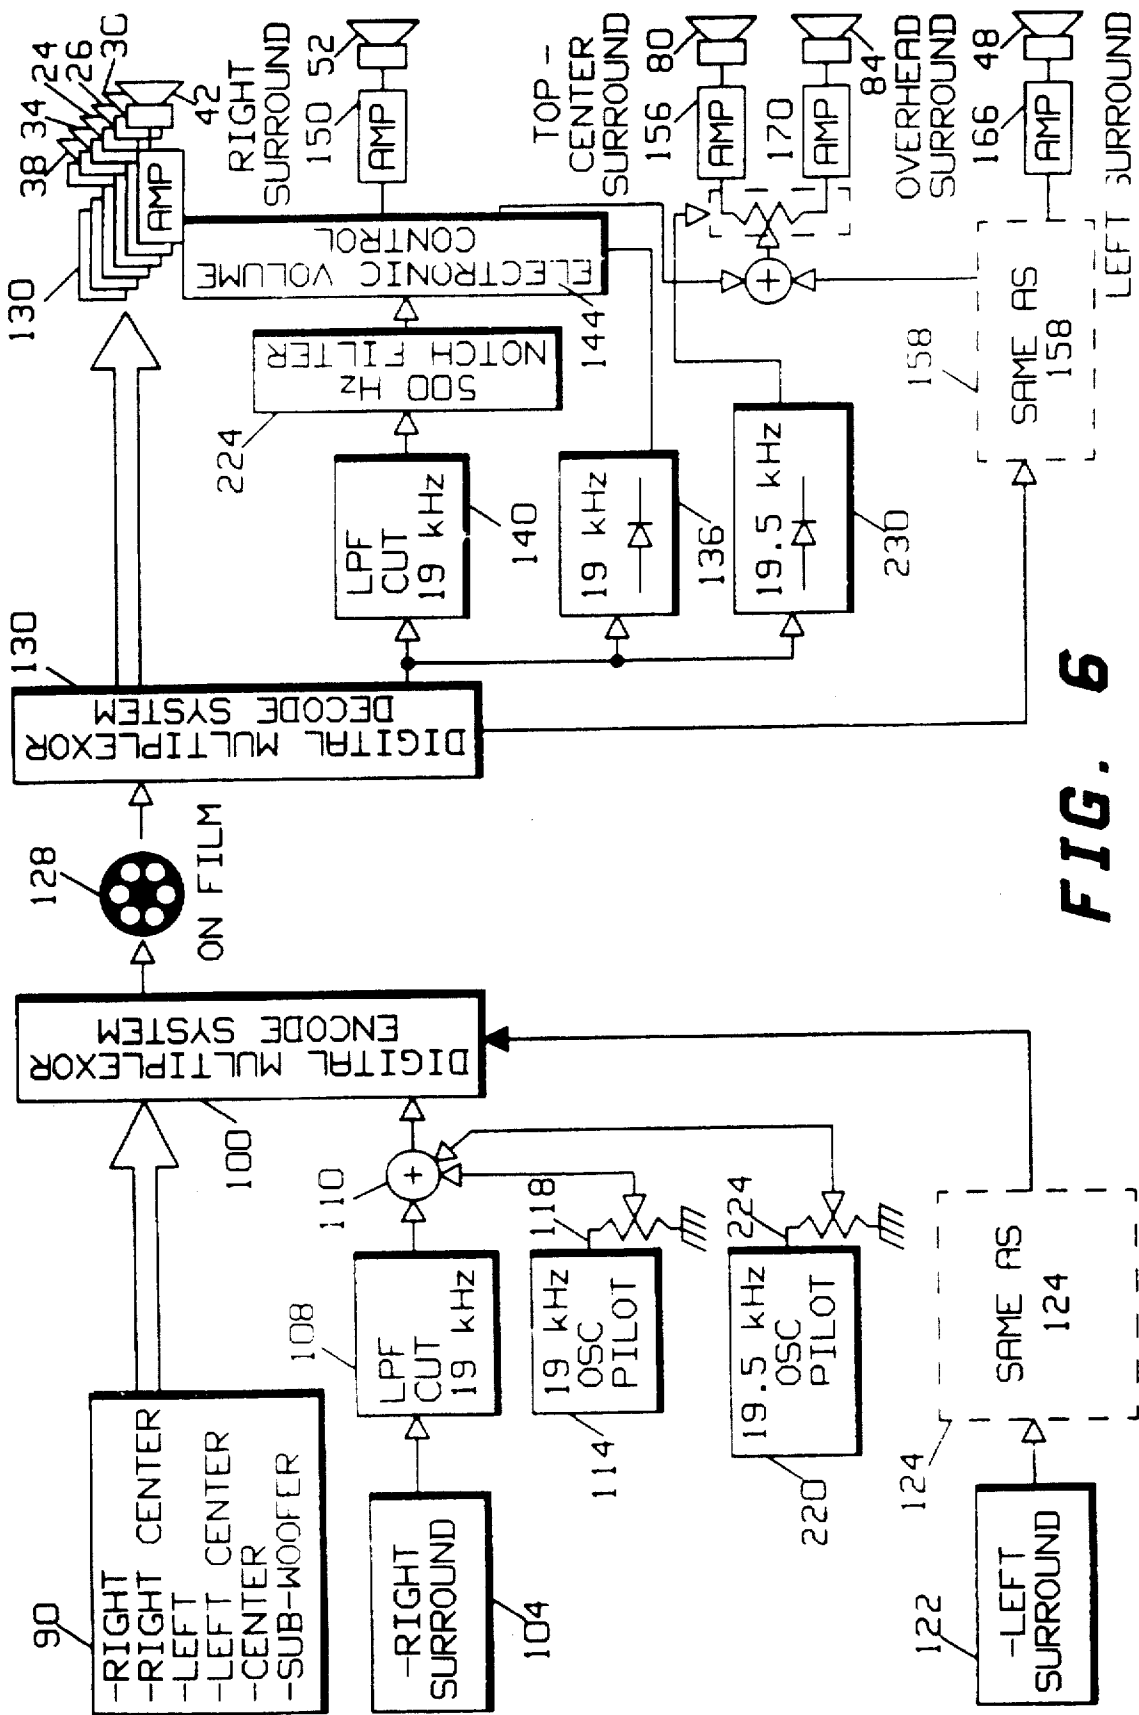 90
-RIGHT
-RIGHT CENTER
-LEFT
-LEFT CENTER
-CENTER
-SUB-WOOFER
-RIGHT
SURROUND
104
108
LPF
CUT
19 kHz
110
19 kHz
OSC
PILOT
114
118
19.5 kHz
OSC
PILOT
220
224
122
-LEFT
SURROUND
124
SAME AS
124
DIGITAL MULTIPLEXOR
ENCODE SYSTEM
100
128
ON FILM
130
DIGITAL MULTIPLEXOR
DECODE SYSTEM
LPF
CUT
19 kHz
140
224
500 Hz
NOTCH FILTER
19 kHz
136
19.5 kHz
230
ELECTRONIC VOLUME
CONTROL
144
130
38
34
24
26
30
AMP
42
RIGHT
SURROUND
150
52
AMP
TOP-
CENTER
SURROUND
156
80
AMP
170
AMP
84
OVERHEAD
SURROUND
158
SAME AS
158
166
48
AMP
LEFT SURROUND
FIG. 6